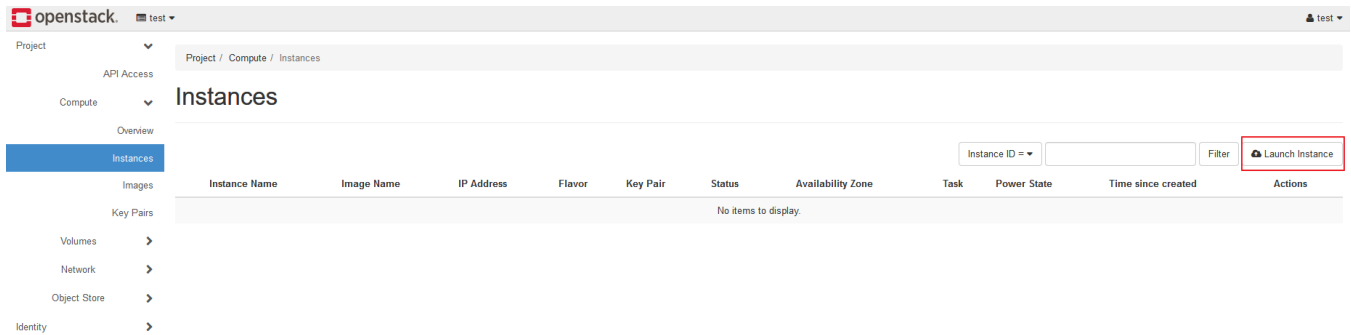 openstack. test test
Project
API Access
Compute
Overview
Instances
Images
Key Pairs
Volumes
Network
Object Store
Identity
Project / Compute / Instances
Instances
Instance ID = Filter Launch Instance
Instance Name Image Name IP Address Flavor Key Pair Status Availability Zone Task Power State Time since created Actions
No items to display.